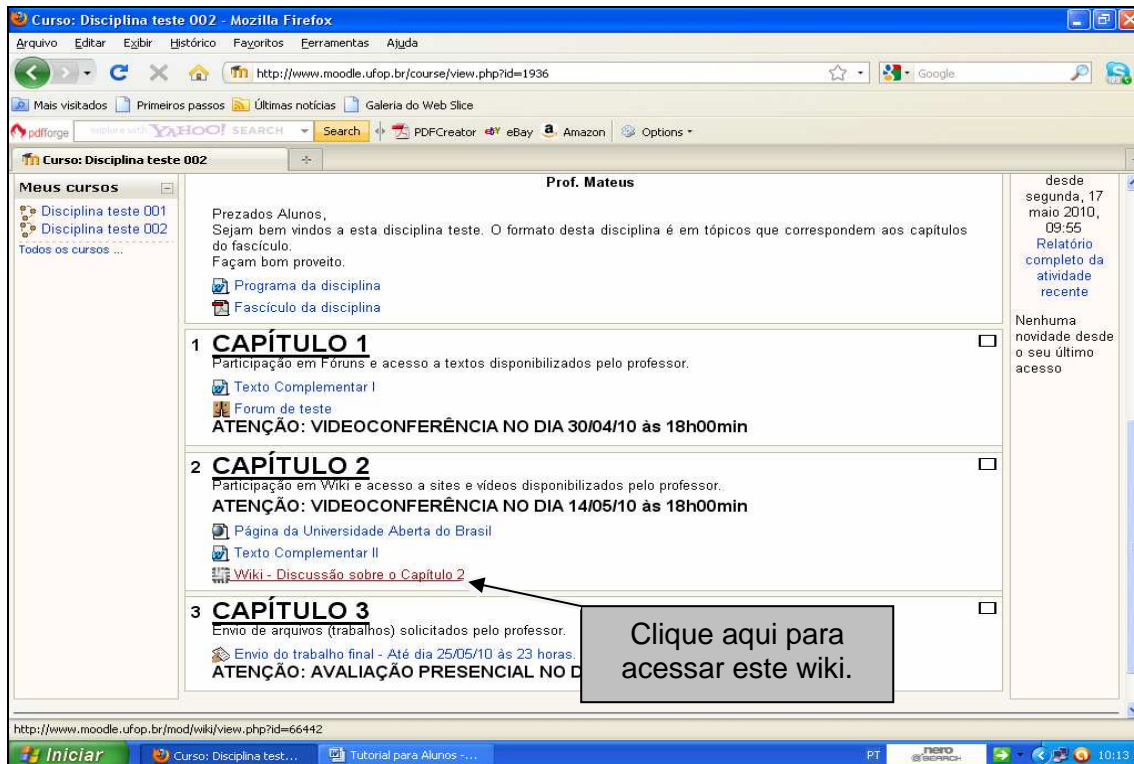 Curso: Disciplina teste 002 - Mozilla Firefox
Arquivo Editar Exibir Histórico Favoritos Ferramentas Ajuda
http://www.moodle.ufop.br/course/view.php?id=1936
Google
Mais visitados Primeiros passos Últimas notícias Galeria do Web Slice
pdfforge YAHOO! SEARCH Search PDFCreator eBay Amazon Options
Curso: Disciplina teste 002
Meus cursos
Disciplina teste 001
Disciplina teste 002
Todos os cursos ...
Prof. Mateus
Prezados Alunos,
Sejam bem vindos a esta disciplina teste. O formato desta disciplina é em tópicos que correspondem aos capítulos
do fascículo.
Façam bom proveito.
Programa da disciplina
Fascículo da disciplina
1 CAPÍTULO 1
Participação em Fóruns e acesso a textos disponibilizados pelo professor.
Texto Complementar I
Forum de teste
ATENÇÃO: VIDEOCONFERÊNCIA NO DIA 30/04/10 às 18h00min
2 CAPÍTULO 2
Participação em Wiki e acesso a sites e vídeos disponibilizados pelo professor.
ATENÇÃO: VIDEOCONFERÊNCIA NO DIA 14/05/10 às 18h00min
Página da Universidade Aberta do Brasil
Texto Complementar II
Wiki - Discussão sobre o Capítulo 2
3 CAPÍTULO 3
Envio de arquivos (trabalhos) solicitados pelo professor.
Envio do trabalho final - Até dia 25/05/10 às 23 horas.
ATENÇÃO: AVALIAÇÃO PRESENCIAL NO D
Clique aqui para
acessar este wiki.
desde
segunda, 17
maio 2010,
09:55
Relatório
completo da
atividade
recente
Nenhuma
novidade desde
o seu último
acesso
http://www.moodle.ufop.br/mod/wiki/view.php?id=66442
Iniciar Curso: Disciplina test... Tutorial para Alunos -... PT nero SEARCH 10:13